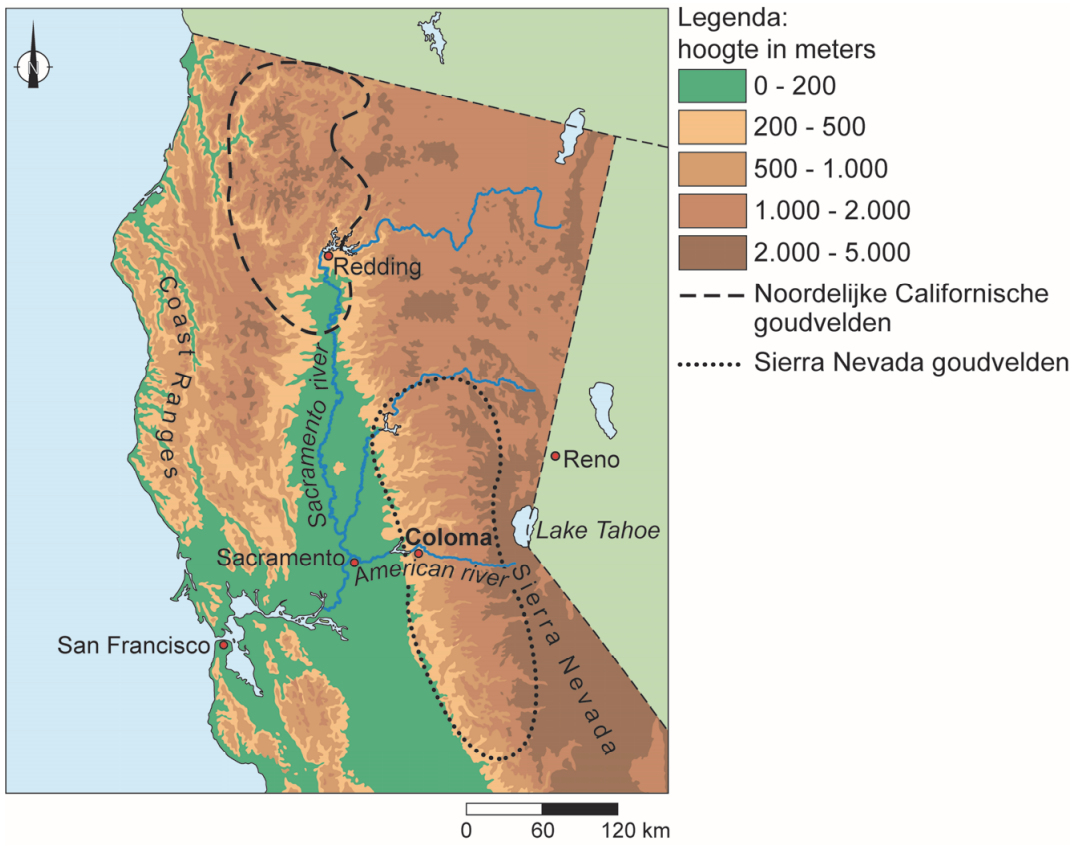 N
Redding
Coast Ranges
Sacramento river
Reno
Coloma
Lake Tahoe
Sacramento
American river
San Francisco
Sierra Nevada
0 60 120 km
Legenda:
hoogte in meters
0 - 200
200 - 500
500 - 1.000
1.000 - 2.000
2.000 - 5.000
Noordelijke Californische
goudvelden
Sierra Nevada goudvelden